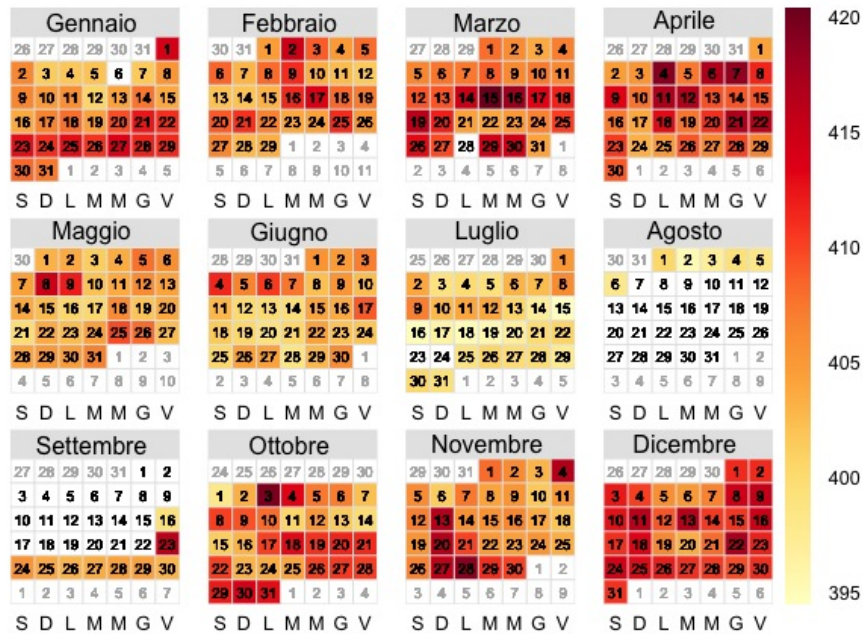 Gennaio
26 27 28 29 30 31 1
2 3 4 5 6 7 8
9 10 11 12 13 14 15
16 17 18 19 20 21 22
23 24 25 26 27 28 29
30 31 1 2 3 4 5
S D L M M G V
Febbraio
30 31 1 2 3 4 5
6 7 8 9 10 11 12
13 14 15 16 17 18 19
20 21 22 23 24 25 26
27 28 29 1 2 3 4
5 6 7 8 9 10 11
S D L M M G V
Marzo
27 28 29 1 2 3 4
5 6 7 8 9 10 11
12 13 14 15 16 17 18
19 20 21 22 23 24 25
26 27 28 29 30 31 1
2 3 4 5 6 7 8
S D L M M G V
Aprile
26 27 28 29 30 31 1
2 3 4 5 6 7 8
9 10 11 12 13 14 15
16 17 18 19 20 21 22
23 24 25 26 27 28 29
30 1 2 3 4 5 6
S D L M M G V
Maggio
30 1 2 3 4 5 6
7 8 9 10 11 12 13
14 15 16 17 18 19 20
21 22 23 24 25 26 27
28 29 30 31 1 2 3
4 5 6 7 8 9 10
S D L M M G V
Giugno
28 29 30 31 1 2 3
4 5 6 7 8 9 10
11 12 13 14 15 16 17
18 19 20 21 22 23 24
25 26 27 28 29 30 1
2 3 4 5 6 7 8
S D L M M G V
Luglio
25 26 27 28 29 30 1
2 3 4 5 6 7 8
9 10 11 12 13 14 15
16 17 18 19 20 21 22
23 24 25 26 27 28 29
30 31 1 2 3 4 5
S D L M M G V
Agosto
30 31 1 2 3 4 5
6 7 8 9 10 11 12
13 14 15 16 17 18 19
20 21 22 23 24 25 26
27 28 29 30 31 1 2
3 4 5 6 7 8 9
S D L M M G V
Settembre
27 28 29 30 31 1 2
3 4 5 6 7 8 9
10 11 12 13 14 15 16
17 18 19 20 21 22 23
24 25 26 27 28 29 30
1 2 3 4 5 6 7
S D L M M G V
Ottobre
24 25 26 27 28 29 30
1 2 3 4 5 6 7
8 9 10 11 12 13 14
15 16 17 18 19 20 21
22 23 24 25 26 27 28
29 30 31 1 2 3 4
S D L M M G V
Novembre
29 30 31 1 2 3 4
5 6 7 8 9 10 11
12 13 14 15 16 17 18
19 20 21 22 23 24 25
26 27 28 29 30 1 2
3 4 5 6 7 8 9
S D L M M G V
Dicembre
26 27 28 29 30 1 2
3 4 5 6 7 8 9
10 11 12 13 14 15 16
17 18 19 20 21 22 23
24 25 26 27 28 29 30
31 1 2 3 4 5 6
S D L M M G V
420
415
410
405
400
395